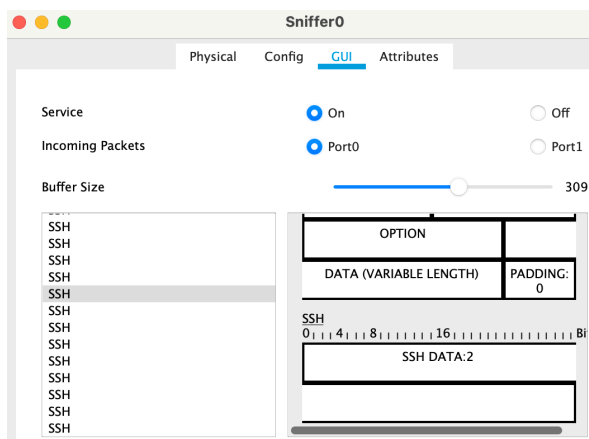 Sniffer0
Physical Config GUI Attributes
Service On Off
Incoming Packets Port0 Port1
Buffer Size 309
SSH
SSH
SSH
SSH
SSH
SSH
SSH
SSH
SSH
SSH
SSH
SSH
SSH
OPTION
DATA (VARIABLE LENGTH) PADDING:
0
SSH
0 4 8 16 Bi
SSH DATA:2